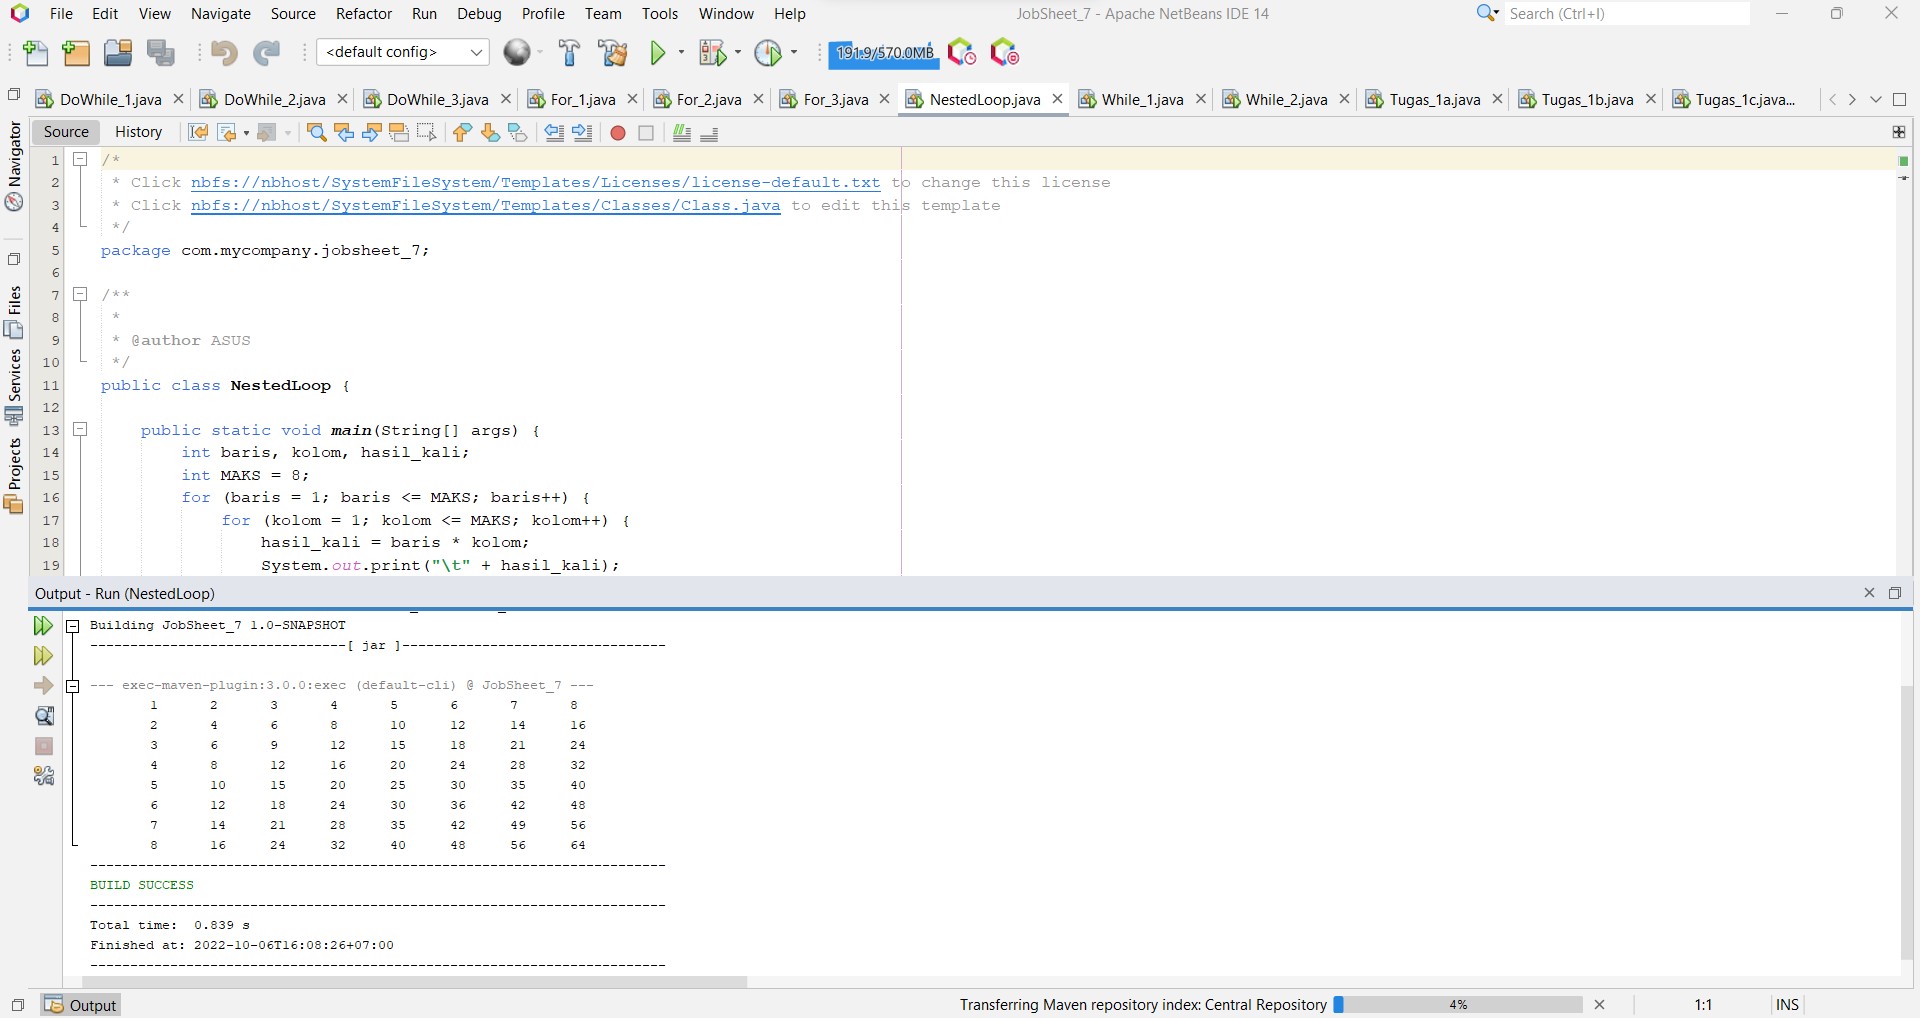 File Edit View Navigate Source Refactor Run Debug Profile Team Tools Window Help JobSheet_7 - Apache NetBeans IDE 14 Search (Ctrl+I)
<default config> 191.9/570.0MB
DoWhile_1.java DoWhile_2.java DoWhile_3.java For_1.java For_2.java For_3.java NestedLoop.java While_1.java While_2.java Tugas_1a.java Tugas_1b.java Tugas_1c.java...
Source History
Navigator
Files
Services
Projects
1 /*
2 * Click nbfs://nbhost/SystemFileSystem/Templates/Licenses/license-default.txt to change this license
3 * Click nbfs://nbhost/SystemFileSystem/Templates/Classes/Class.java to edit this template
4 */
5 package com.mycompany.jobsheet_7;
6
7 /**
8 *
9 * @author ASUS
10 */
11 public class NestedLoop {
12
13 public static void main(String[] args) {
14 int baris, kolom, hasil_kali;
15 int MAKS = 8;
16 for (baris = 1; baris <= MAKS; baris++) {
17 for (kolom = 1; kolom <= MAKS; kolom++) {
18 hasil_kali = baris * kolom;
19 System.out.print("\t" + hasil_kali);
Output - Run (NestedLoop)
Building JobSheet_7 1.0-SNAPSHOT
--------------------------------[ jar ]---------------------------------
--- exec-maven-plugin:3.0.0:exec (default-cli) @ JobSheet_7 ---
1 2 3 4 5 6 7 8
2 4 6 8 10 12 14 16
3 6 9 12 15 18 21 24
4 8 12 16 20 24 28 32
5 10 15 20 25 30 35 40
6 12 18 24 30 36 42 48
7 14 21 28 35 42 49 56
8 16 24 32 40 48 56 64
------------------------------------------------------------------------
BUILD SUCCESS
------------------------------------------------------------------------
Total time: 0.839 s
Finished at: 2022-10-06T16:08:26+07:00
------------------------------------------------------------------------
Output Transferring Maven repository index: Central Repository 4% 1:1 INS